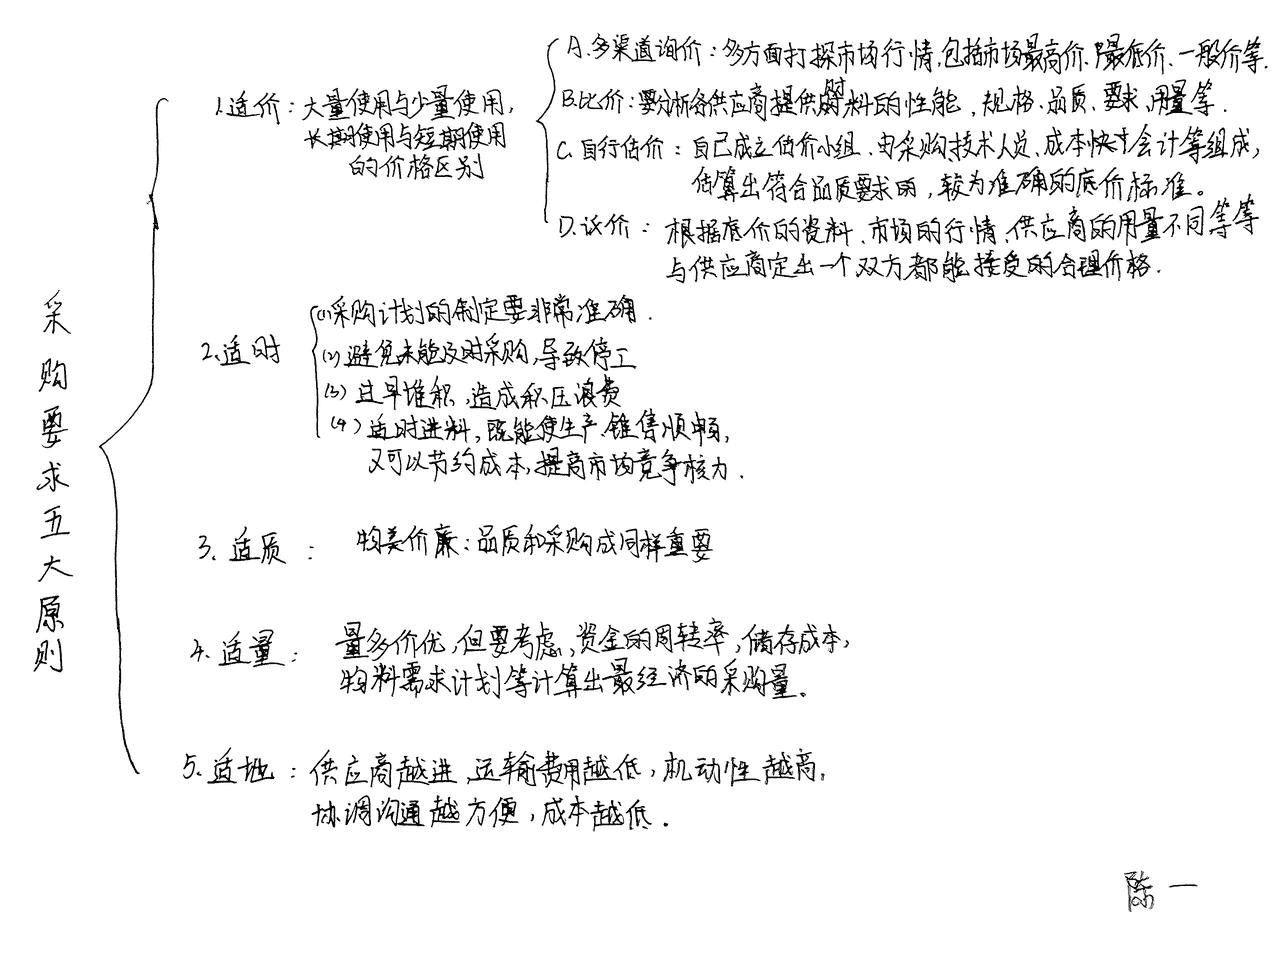 采购要求五大原则
1.适价：大量使用与少量使用，
长期使用与短期使用
的价格区别
A.多渠道询价：多方面打探市场行情，包括市场最高价、最低价、一般价等.
B.比价：要分析各供应商提供材料的性能、规格、品质、要求、用量等.
C.自行估价：自己成立估价小组、由采购、技术人员、成本会计等组成，
估算出符合品质要求的，较为准确的底价标准。
D.议价：根据底价的资料、市场的行情、供应商的用量不同等等
与供应商定出一个双方都能接受的合理价格.
2.适时
(1)采购计划的制定要非常准确.
(2)避免未能及时采购，导致停工
(3)过早堆积，造成积压浪费
(4)适时进料，既能使生产、销售顺畅，
又可以节约成本，提高市场竞争核力.
3.适质：物美价廉：品质和采购成同样重要
4.适量：量多价优，但要考虑、资金的周转率，储存成本，
物料需求计划等计算出最经济的采购量。
5.适地：供应商越进，运输费用越低，机动性越高，
协调沟通越方便，成本越低.
陈一